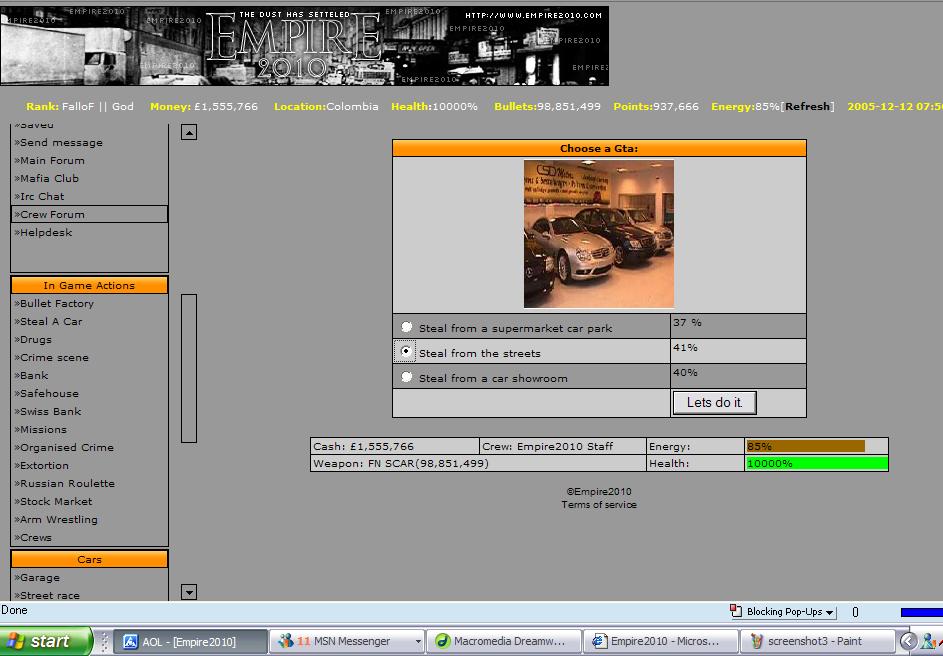 THE DUST HAS SETTELED
HTTP://WWW.EMPIRE2010.COM
EMPIRE
2010
EMPIRE2010
EMPIRE2010
EMPIRE2010
EMPIRE2010
EMPIRE2010
EMPIRE2010
Rank: FalloF || God Money: £1,555,766 Location:Colombia Health:10000% Bullets:98,851,499 Points:937,666 Energy:85%[Refresh] 2005-12-12 07:5
»Saved
»Send message
»Main Forum
»Mafia Club
»Irc Chat
»Crew Forum
»Helpdesk
In Game Actions
»Bullet Factory
»Steal A Car
»Drugs
»Crime scene
»Bank
»Safehouse
»Swiss Bank
»Missions
»Organised Crime
»Extortion
»Russian Roulette
»Stock Market
»Arm Wrestling
»Crews
Cars
»Garage
»Street race
Choose a Gta:
Steal from a supermarket car park 37 %
Steal from the streets 41%
Steal from a car showroom 40%
Lets do it.
Cash: £1,555,766 Crew: Empire2010 Staff Energy: 85%
Weapon: FN SCAR(98,851,499) Health: 10000%
©Empire2010
Terms of service
Done
Blocking Pop-Ups 0
start
AOL - [Empire2010]
11 MSN Messenger
Macromedia Dreamw...
Empire2010 - Micros...
screenshot3 - Paint